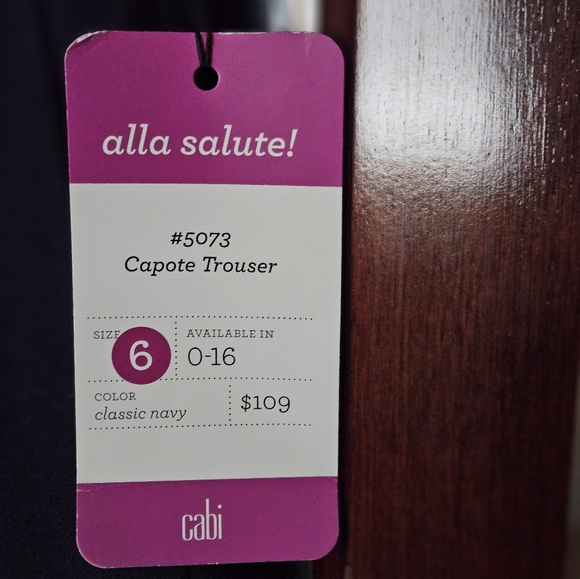 alla salute!
#5073
Capote Trouser
SIZE
6
AVAILABLE IN
0-16
COLOR
classic navy
$109
cabi